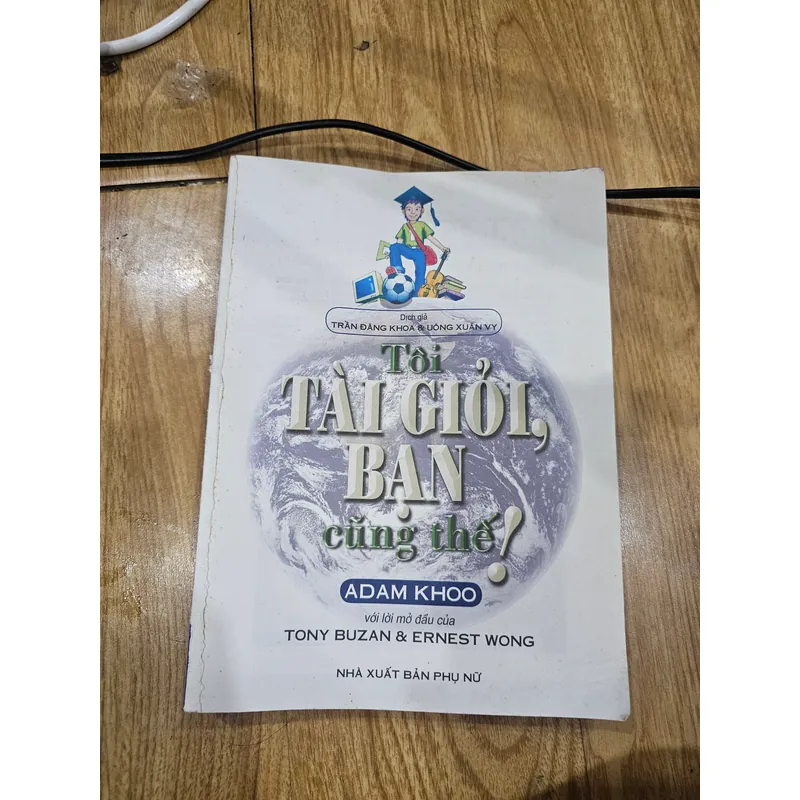 Dịch giả
TRẦN ĐĂNG KHOA & UÔNG XUÂN VY
Tôi
TÀI GIỎI,
BẠN
cũng thế!
ADAM KHOO
với lời mở đầu của
TONY BUZAN & ERNEST WONG
NHÀ XUẤT BẢN PHỤ NỮ